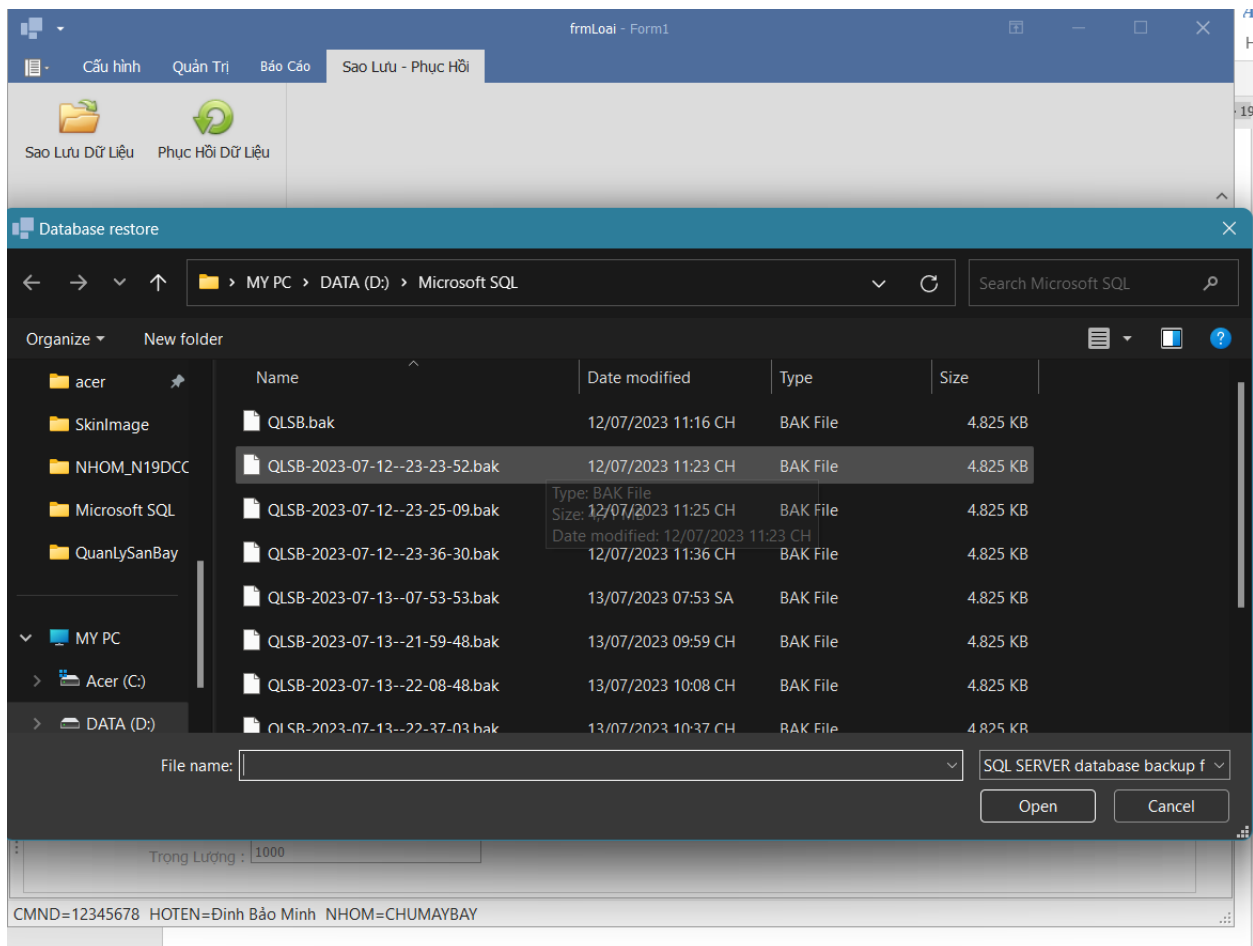 frmLoai - Form1
Cấu hình Quản Trị Báo Cáo Sao Lưu - Phục Hồi
19
Sao Lưu Dữ Liệu Phục Hồi Dữ Liệu
Database restore
MY PC > DATA (D:) > Microsoft SQL
Search Microsoft SQL
Organize New folder
Name Date modified Type Size
acer
SkinImage
NHOM_N19DCC
Microsoft SQL
QuanLySanBay
MY PC
Acer (C:)
DATA (D:)
QLSB.bak 12/07/2023 11:16 CH BAK File 4.825 KB
QLSB-2023-07-12--23-23-52.bak 12/07/2023 11:23 CH BAK File 4.825 KB
QLSB-2023-07-12--23-25-09.bak 12/07/2023 11:25 CH BAK File 4.825 KB
QLSB-2023-07-12--23-36-30.bak 12/07/2023 11:36 CH BAK File 4.825 KB
QLSB-2023-07-13--07-53-53.bak 13/07/2023 07:53 SA BAK File 4.825 KB
QLSB-2023-07-13--21-59-48.bak 13/07/2023 09:59 CH BAK File 4.825 KB
QLSB-2023-07-13--22-08-48.bak 13/07/2023 10:08 CH BAK File 4.825 KB
QLSB-2023-07-13--22-37-03.bak 13/07/2023 10:37 CH BAK File 4.825 KB
Type: BAK File
Size: 4,71 MB
Date modified: 12/07/2023 11:23 CH
File name: SQL SERVER database backup f
Open Cancel
Trọng Lượng : 1000
CMND=12345678 HOTEN=Đinh Bảo Minh NHOM=CHUMAYBAY